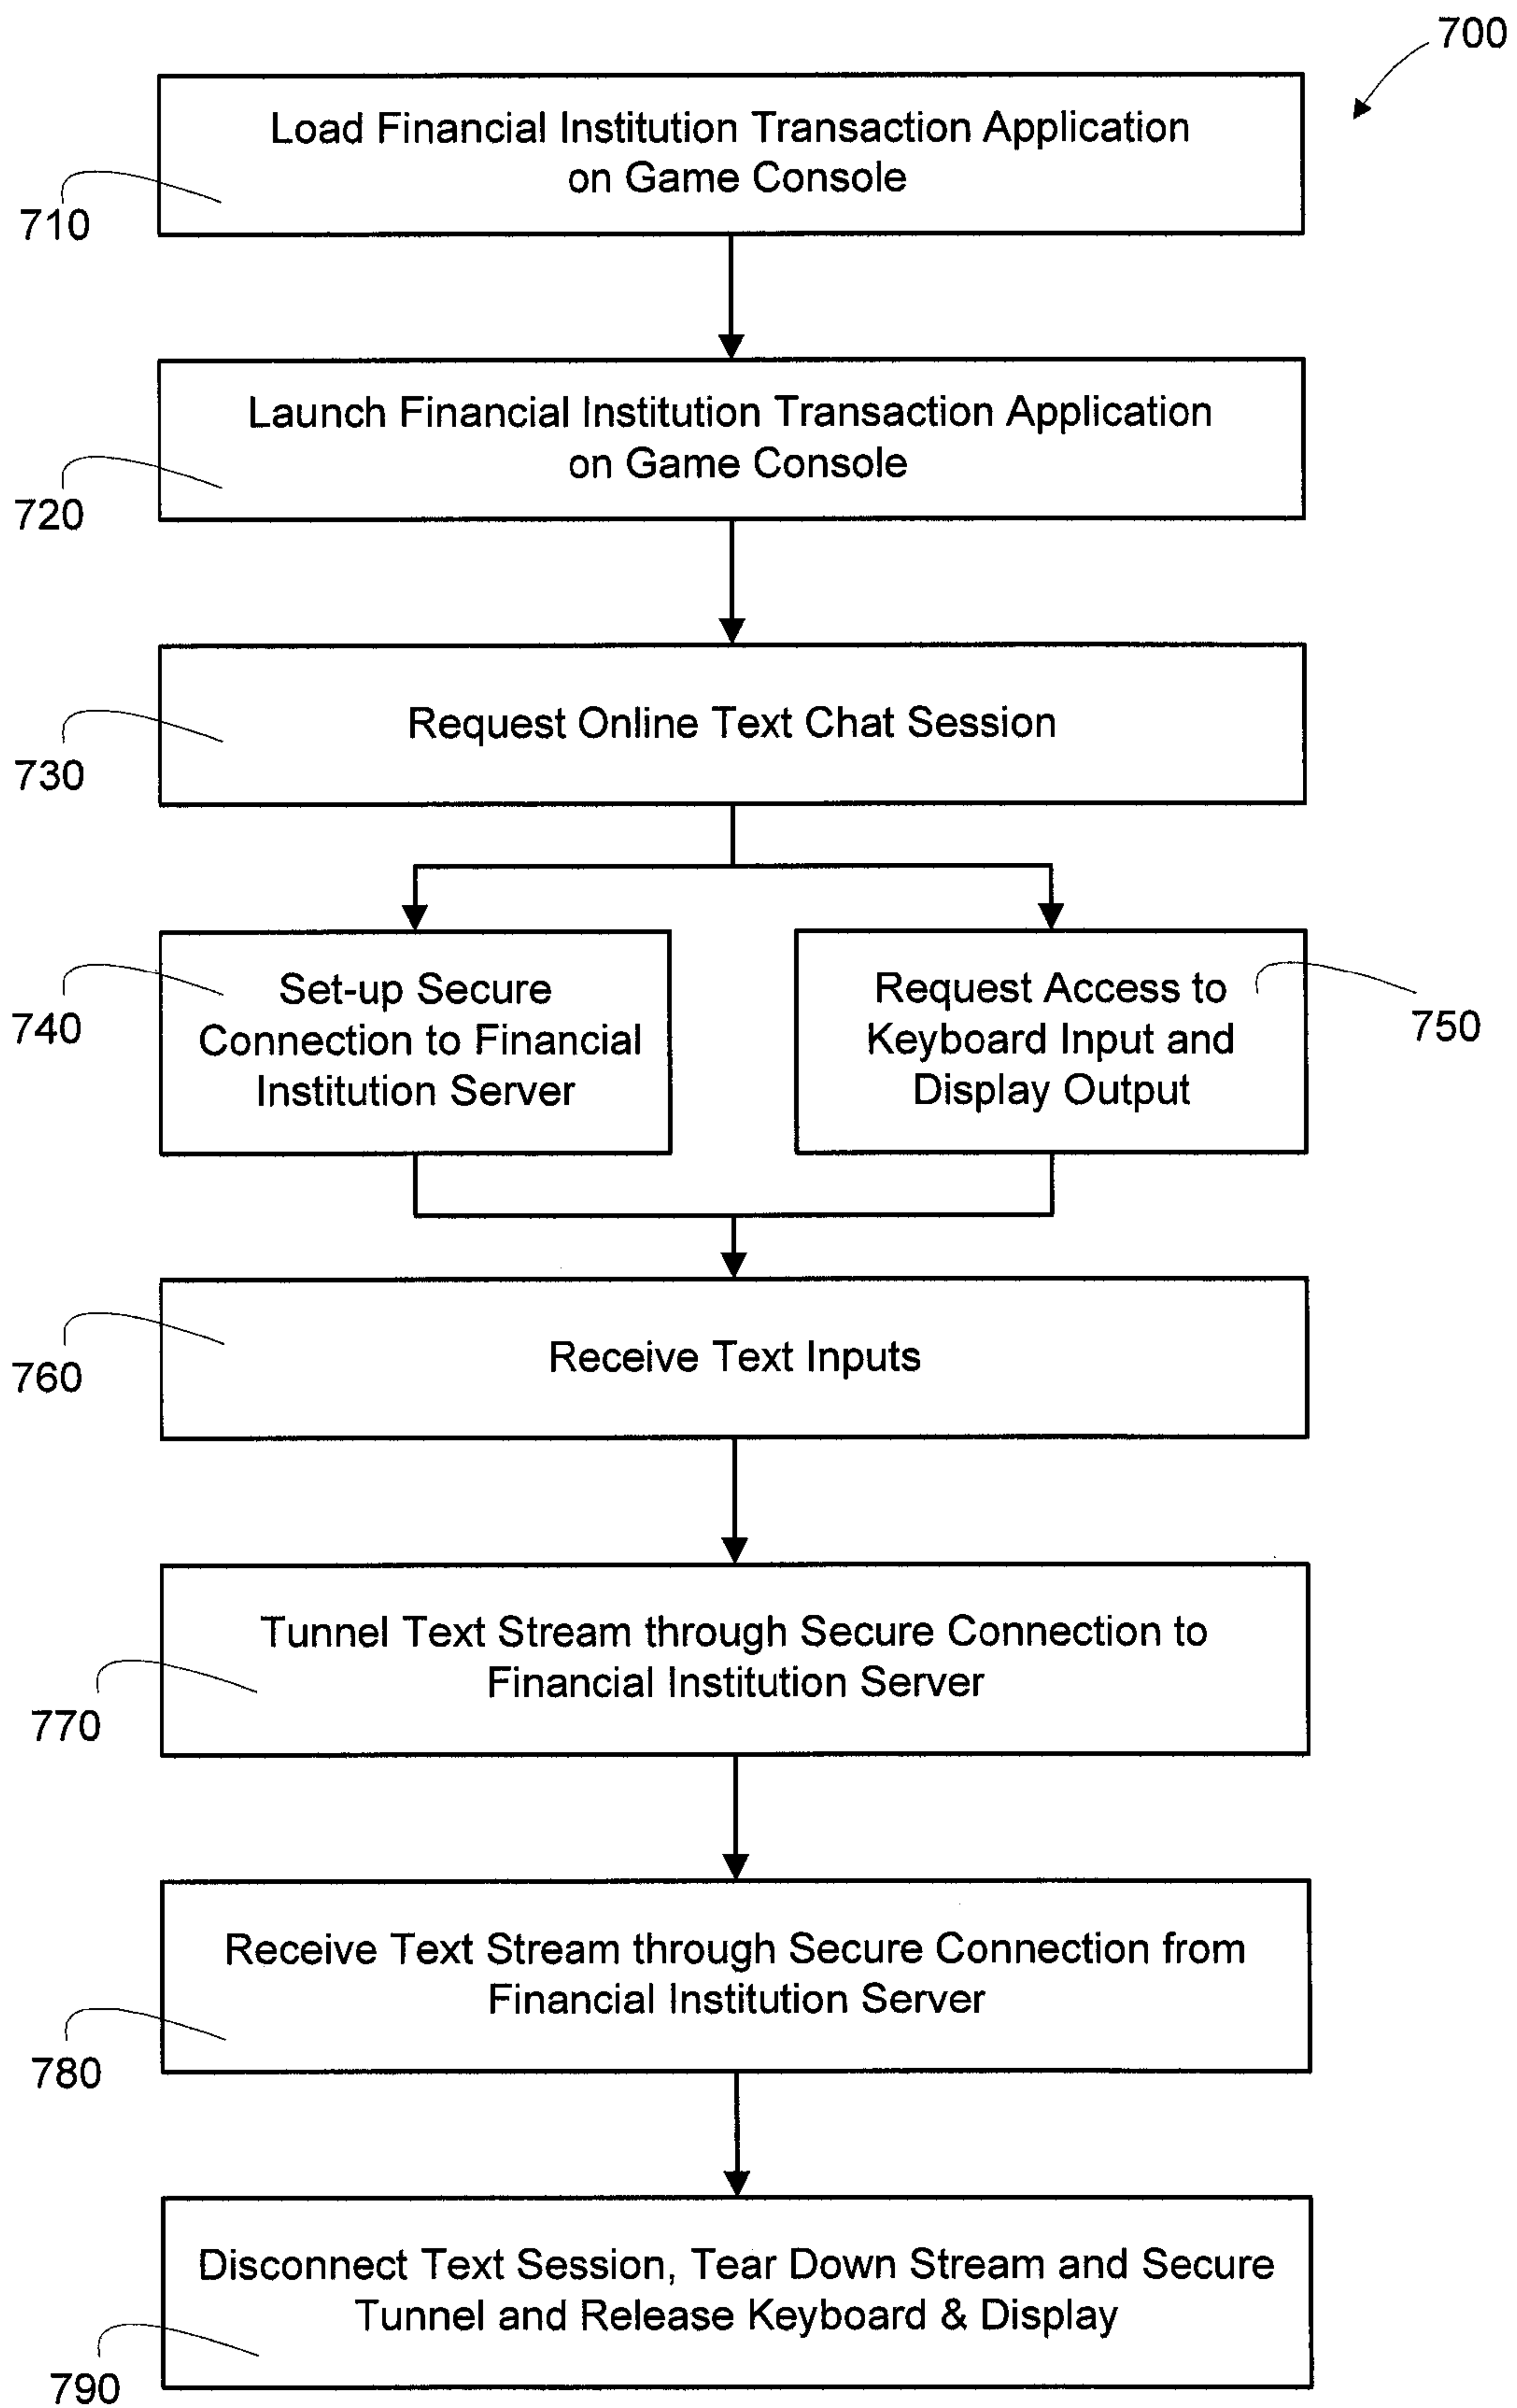 700
Load Financial Institution Transaction Application
on Game Console
710
Launch Financial Institution Transaction Application
on Game Console
720
Request Online Text Chat Session
730
Set-up Secure
Connection to Financial
Institution Server
740
Request Access to
Keyboard Input and
Display Output
750
Receive Text Inputs
760
Tunnel Text Stream through Secure Connection to
Financial Institution Server
770
Receive Text Stream through Secure Connection from
Financial Institution Server
780
Disconnect Text Session, Tear Down Stream and Secure
Tunnel and Release Keyboard & Display
790